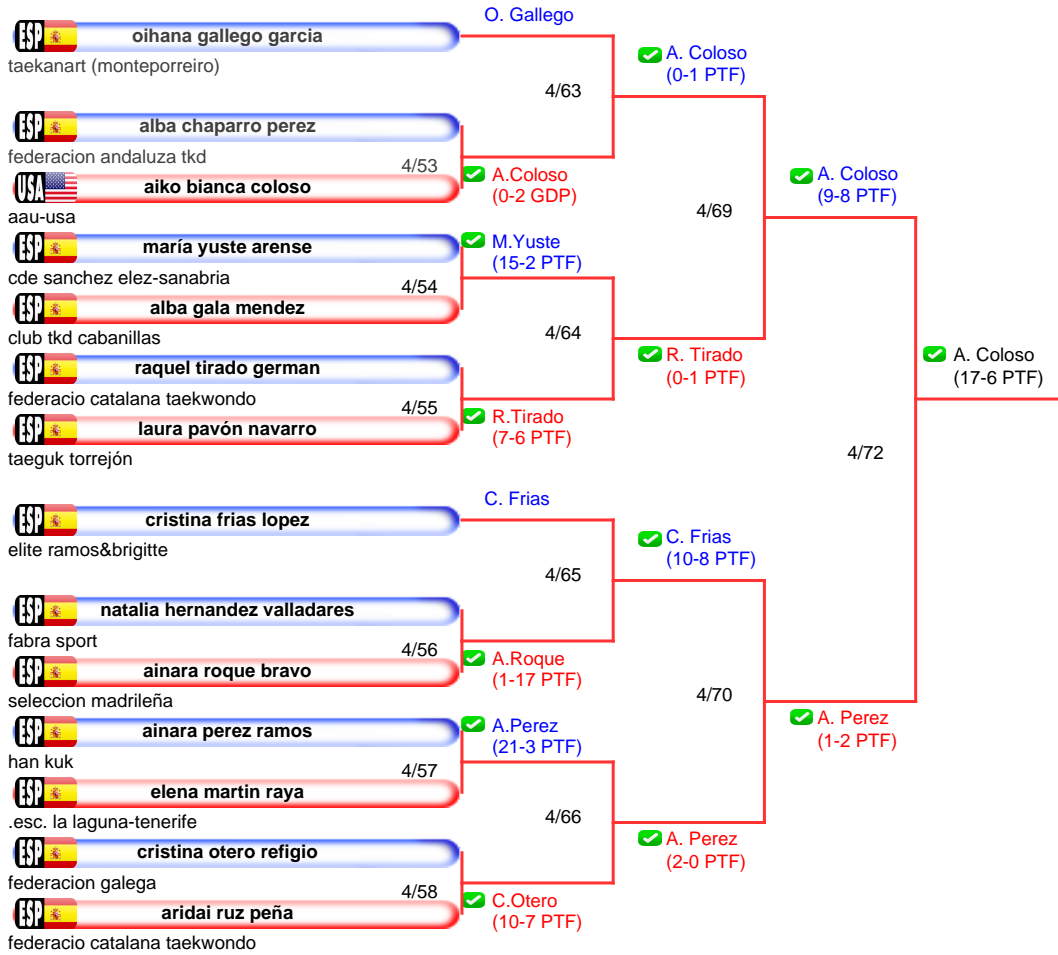 O. Gallego
ESP oihana gallego garcia
taekanart (monteporreiro)
A. Coloso
(0-1 PTF)
4/63
ESP alba chaparro perez
federacion andaluza tkd
4/53
A.Coloso
(0-2 GDP)
USA aiko bianca coloso
aau-usa
A. Coloso
(9-8 PTF)
4/69
ESP maría yuste arense
cde sanchez elez-sanabria
M.Yuste
(15-2 PTF)
4/54
ESP alba gala mendez
club tkd cabanillas
4/64
R. Tirado
(0-1 PTF)
ESP raquel tirado german
federacio catalana taekwondo
4/55
R.Tirado
(7-6 PTF)
ESP laura pavón navarro
taeguk torrejón
A. Coloso
(17-6 PTF)
4/72
C. Frias
ESP cristina frias lopez
elite ramos&brigitte
C. Frias
(10-8 PTF)
4/65
ESP natalia hernandez valladares
fabra sport
4/56
A.Roque
(1-17 PTF)
ESP ainara roque bravo
seleccion madrileña
4/70
A. Perez
(1-2 PTF)
ESP ainara perez ramos
han kuk
A.Perez
(21-3 PTF)
4/57
ESP elena martin raya
.esc. la laguna-tenerife
4/66
A. Perez
(2-0 PTF)
ESP cristina otero refigio
federacion galega
4/58
C.Otero
(10-7 PTF)
ESP aridai ruz peña
federacio catalana taekwondo